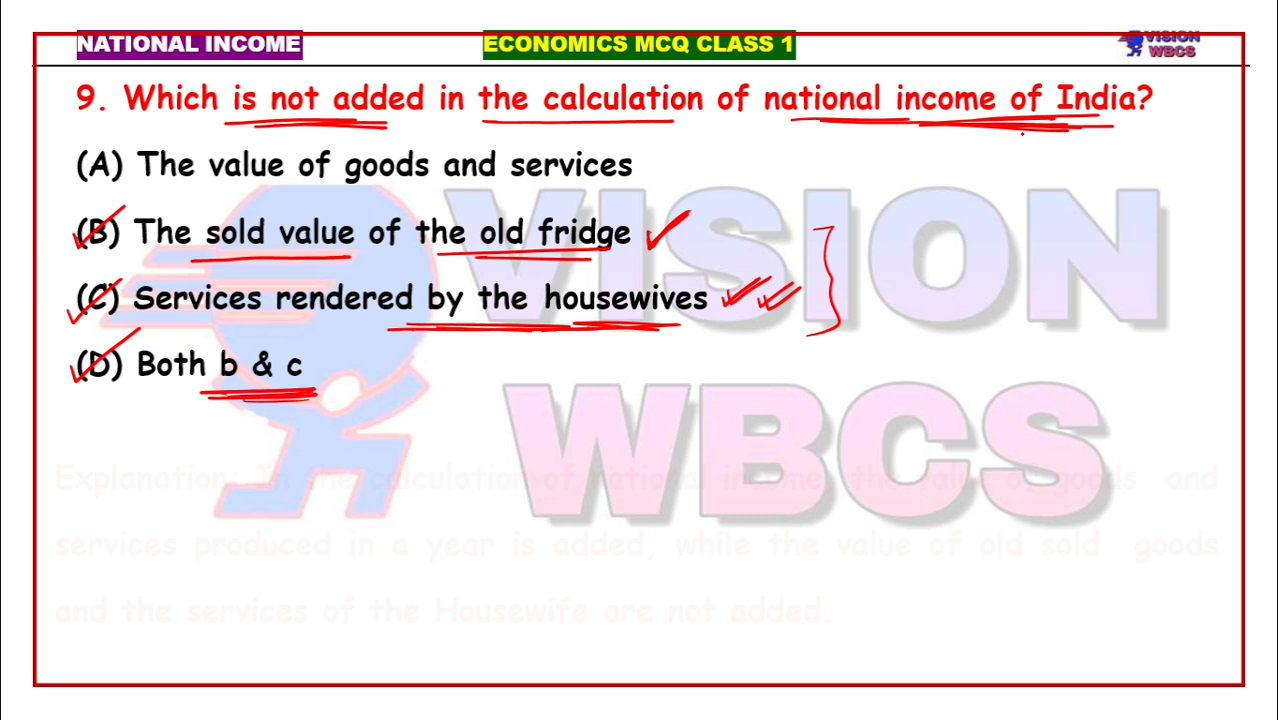 NATIONAL INCOME
ECONOMICS MCQ CLASS 1
VISION
WBCS
9. Which is not added in the calculation of national income of India?
(A) The value of goods and services
(B) The sold value of the old fridge
(C) Services rendered by the housewives
(D) Both b & c
VISION
WBCS
Explanation: In the calculation of national income, the value of goods and
services produced in a year is added, while the value of old sold goods
and the services of the Housewife are not added.